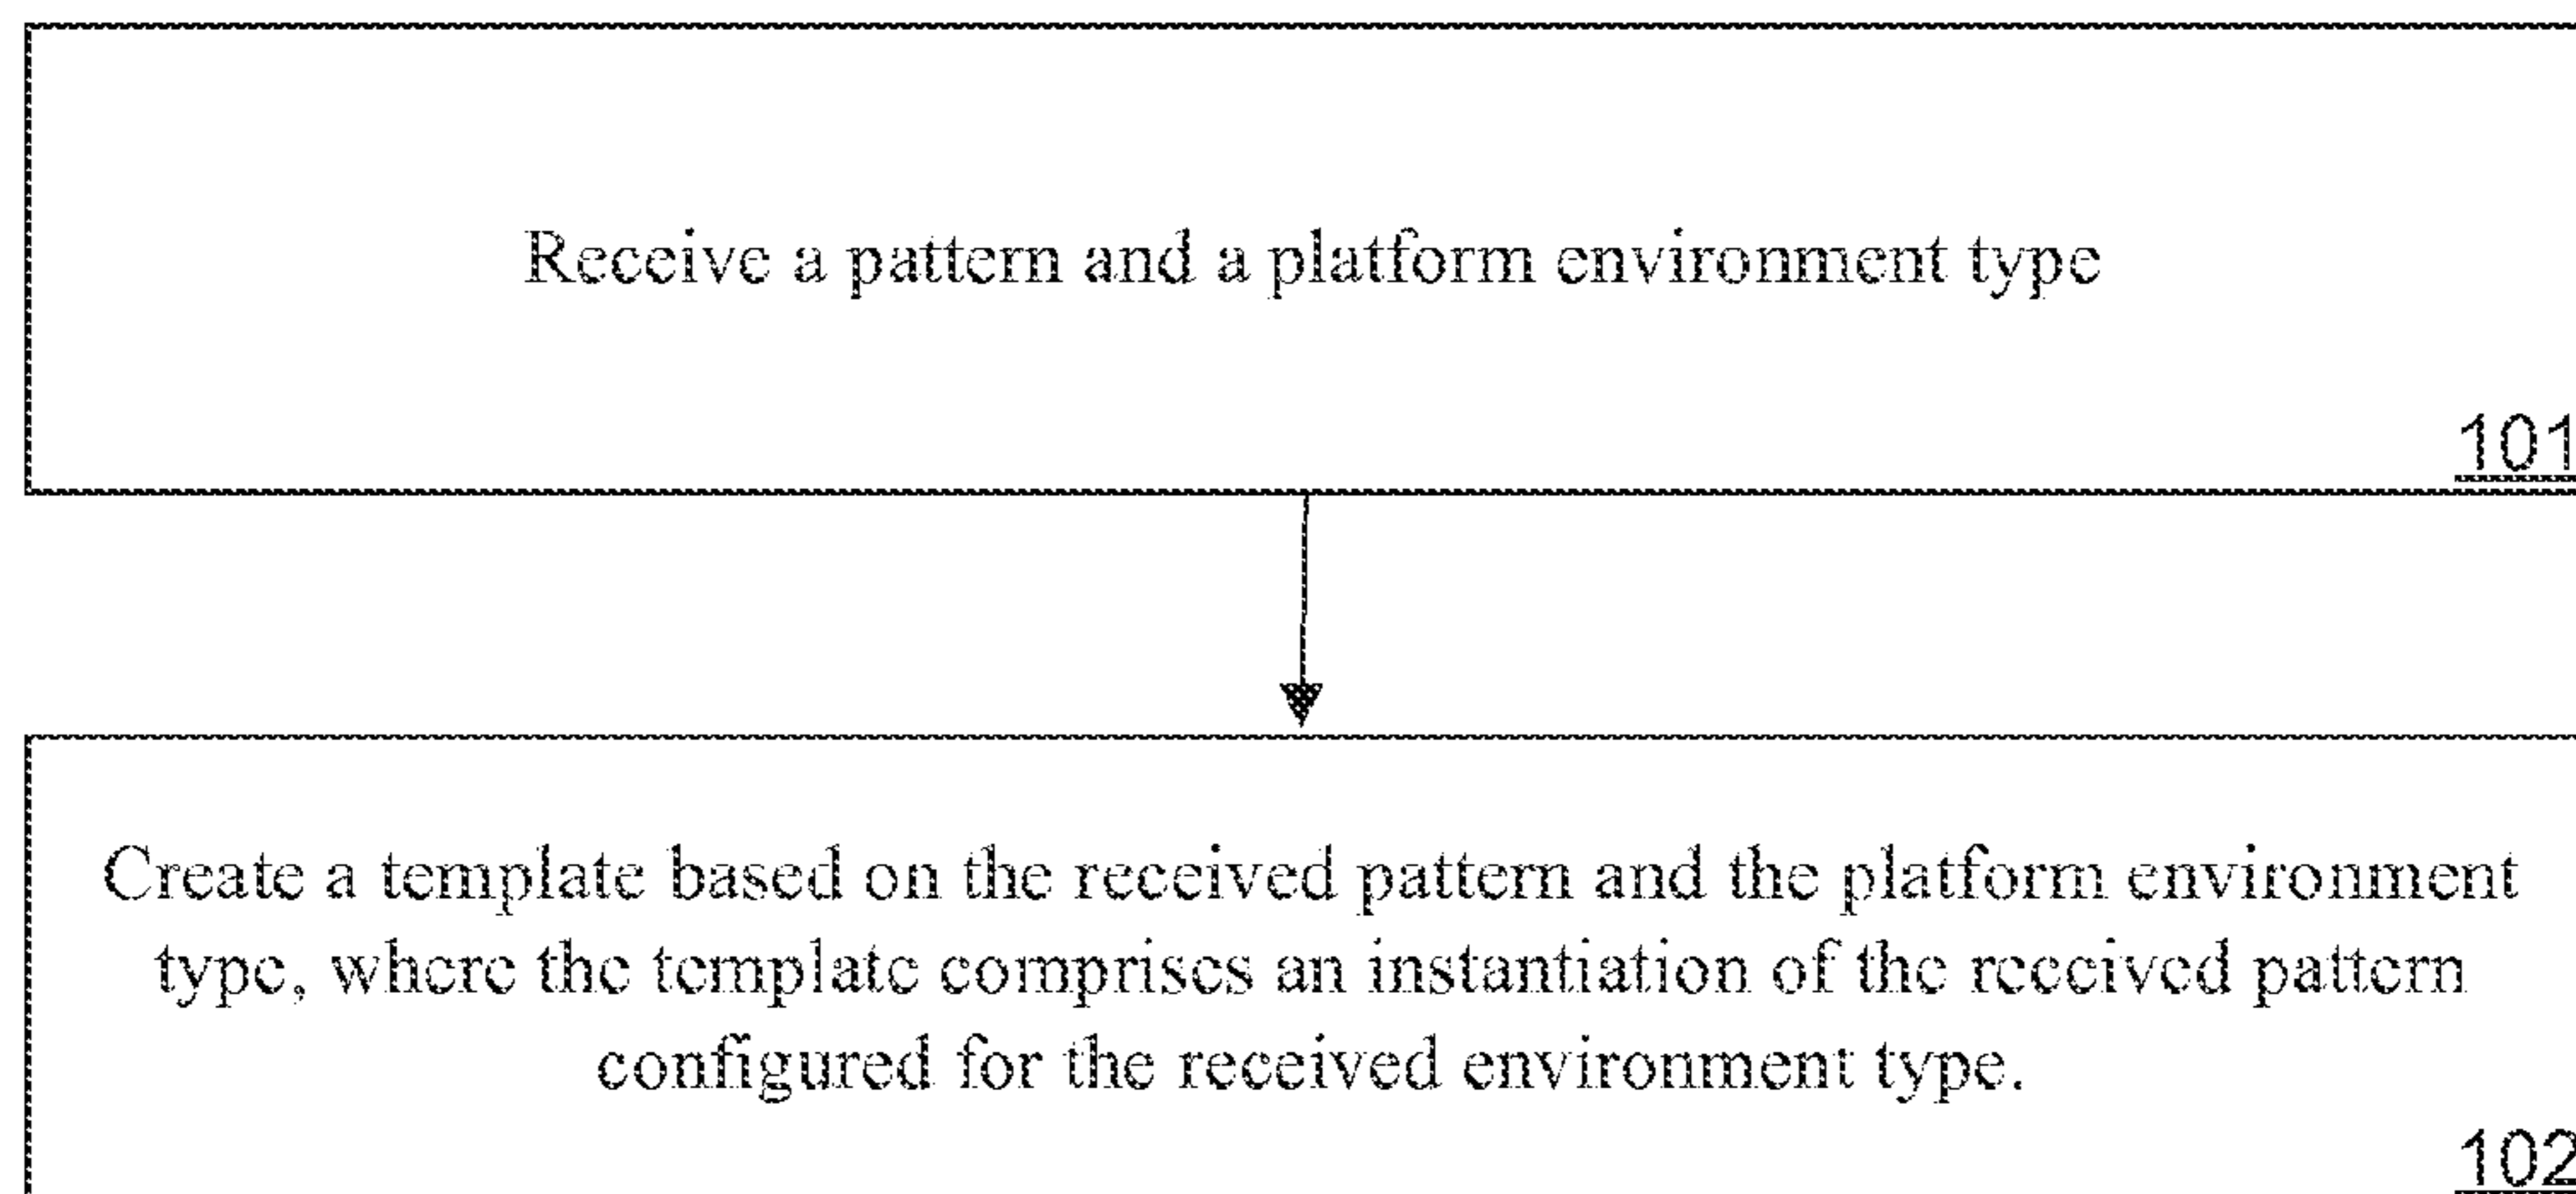 Receive a pattern and a platform environment type
101
Create a template based on the received pattern and the platform environment
type, where the template comprises an instantiation of the received pattern
configured for the received environment type.
102